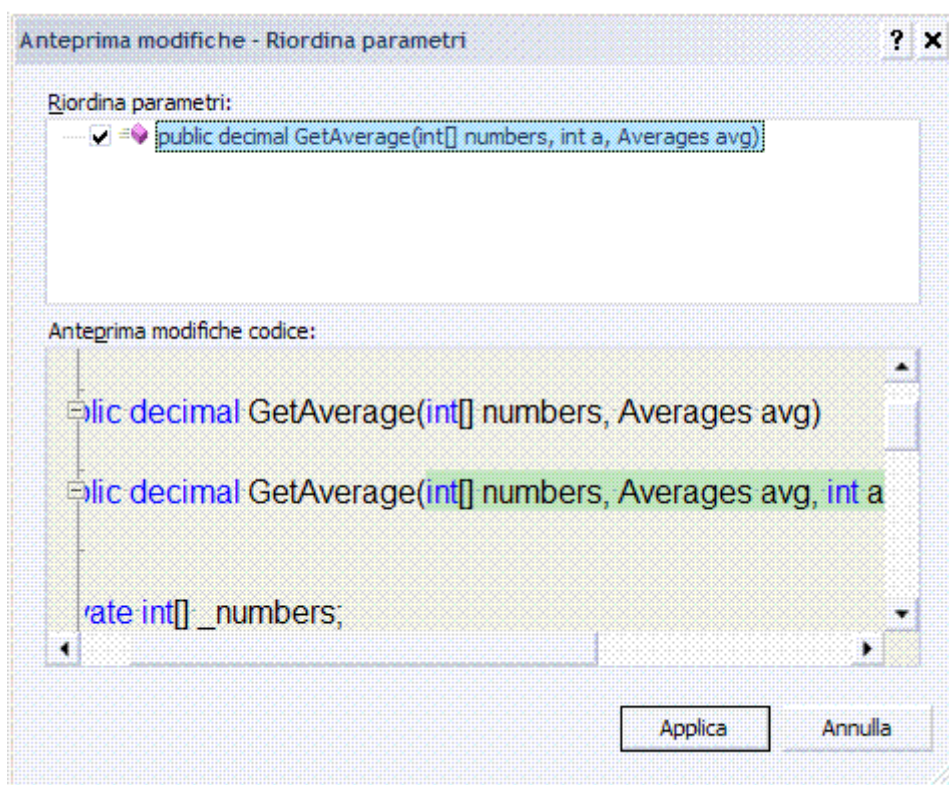 Anteprima modifiche - Riordina parametri
Riordina parametri:
public decimal GetAverage(int[] numbers, int a, Averages avg)
Anteprima modifiche codice:
blic decimal GetAverage(int[] numbers, Averages avg)
blic decimal GetAverage(int[] numbers, Averages avg, int a
vate int[] _numbers;
Applica
Annulla